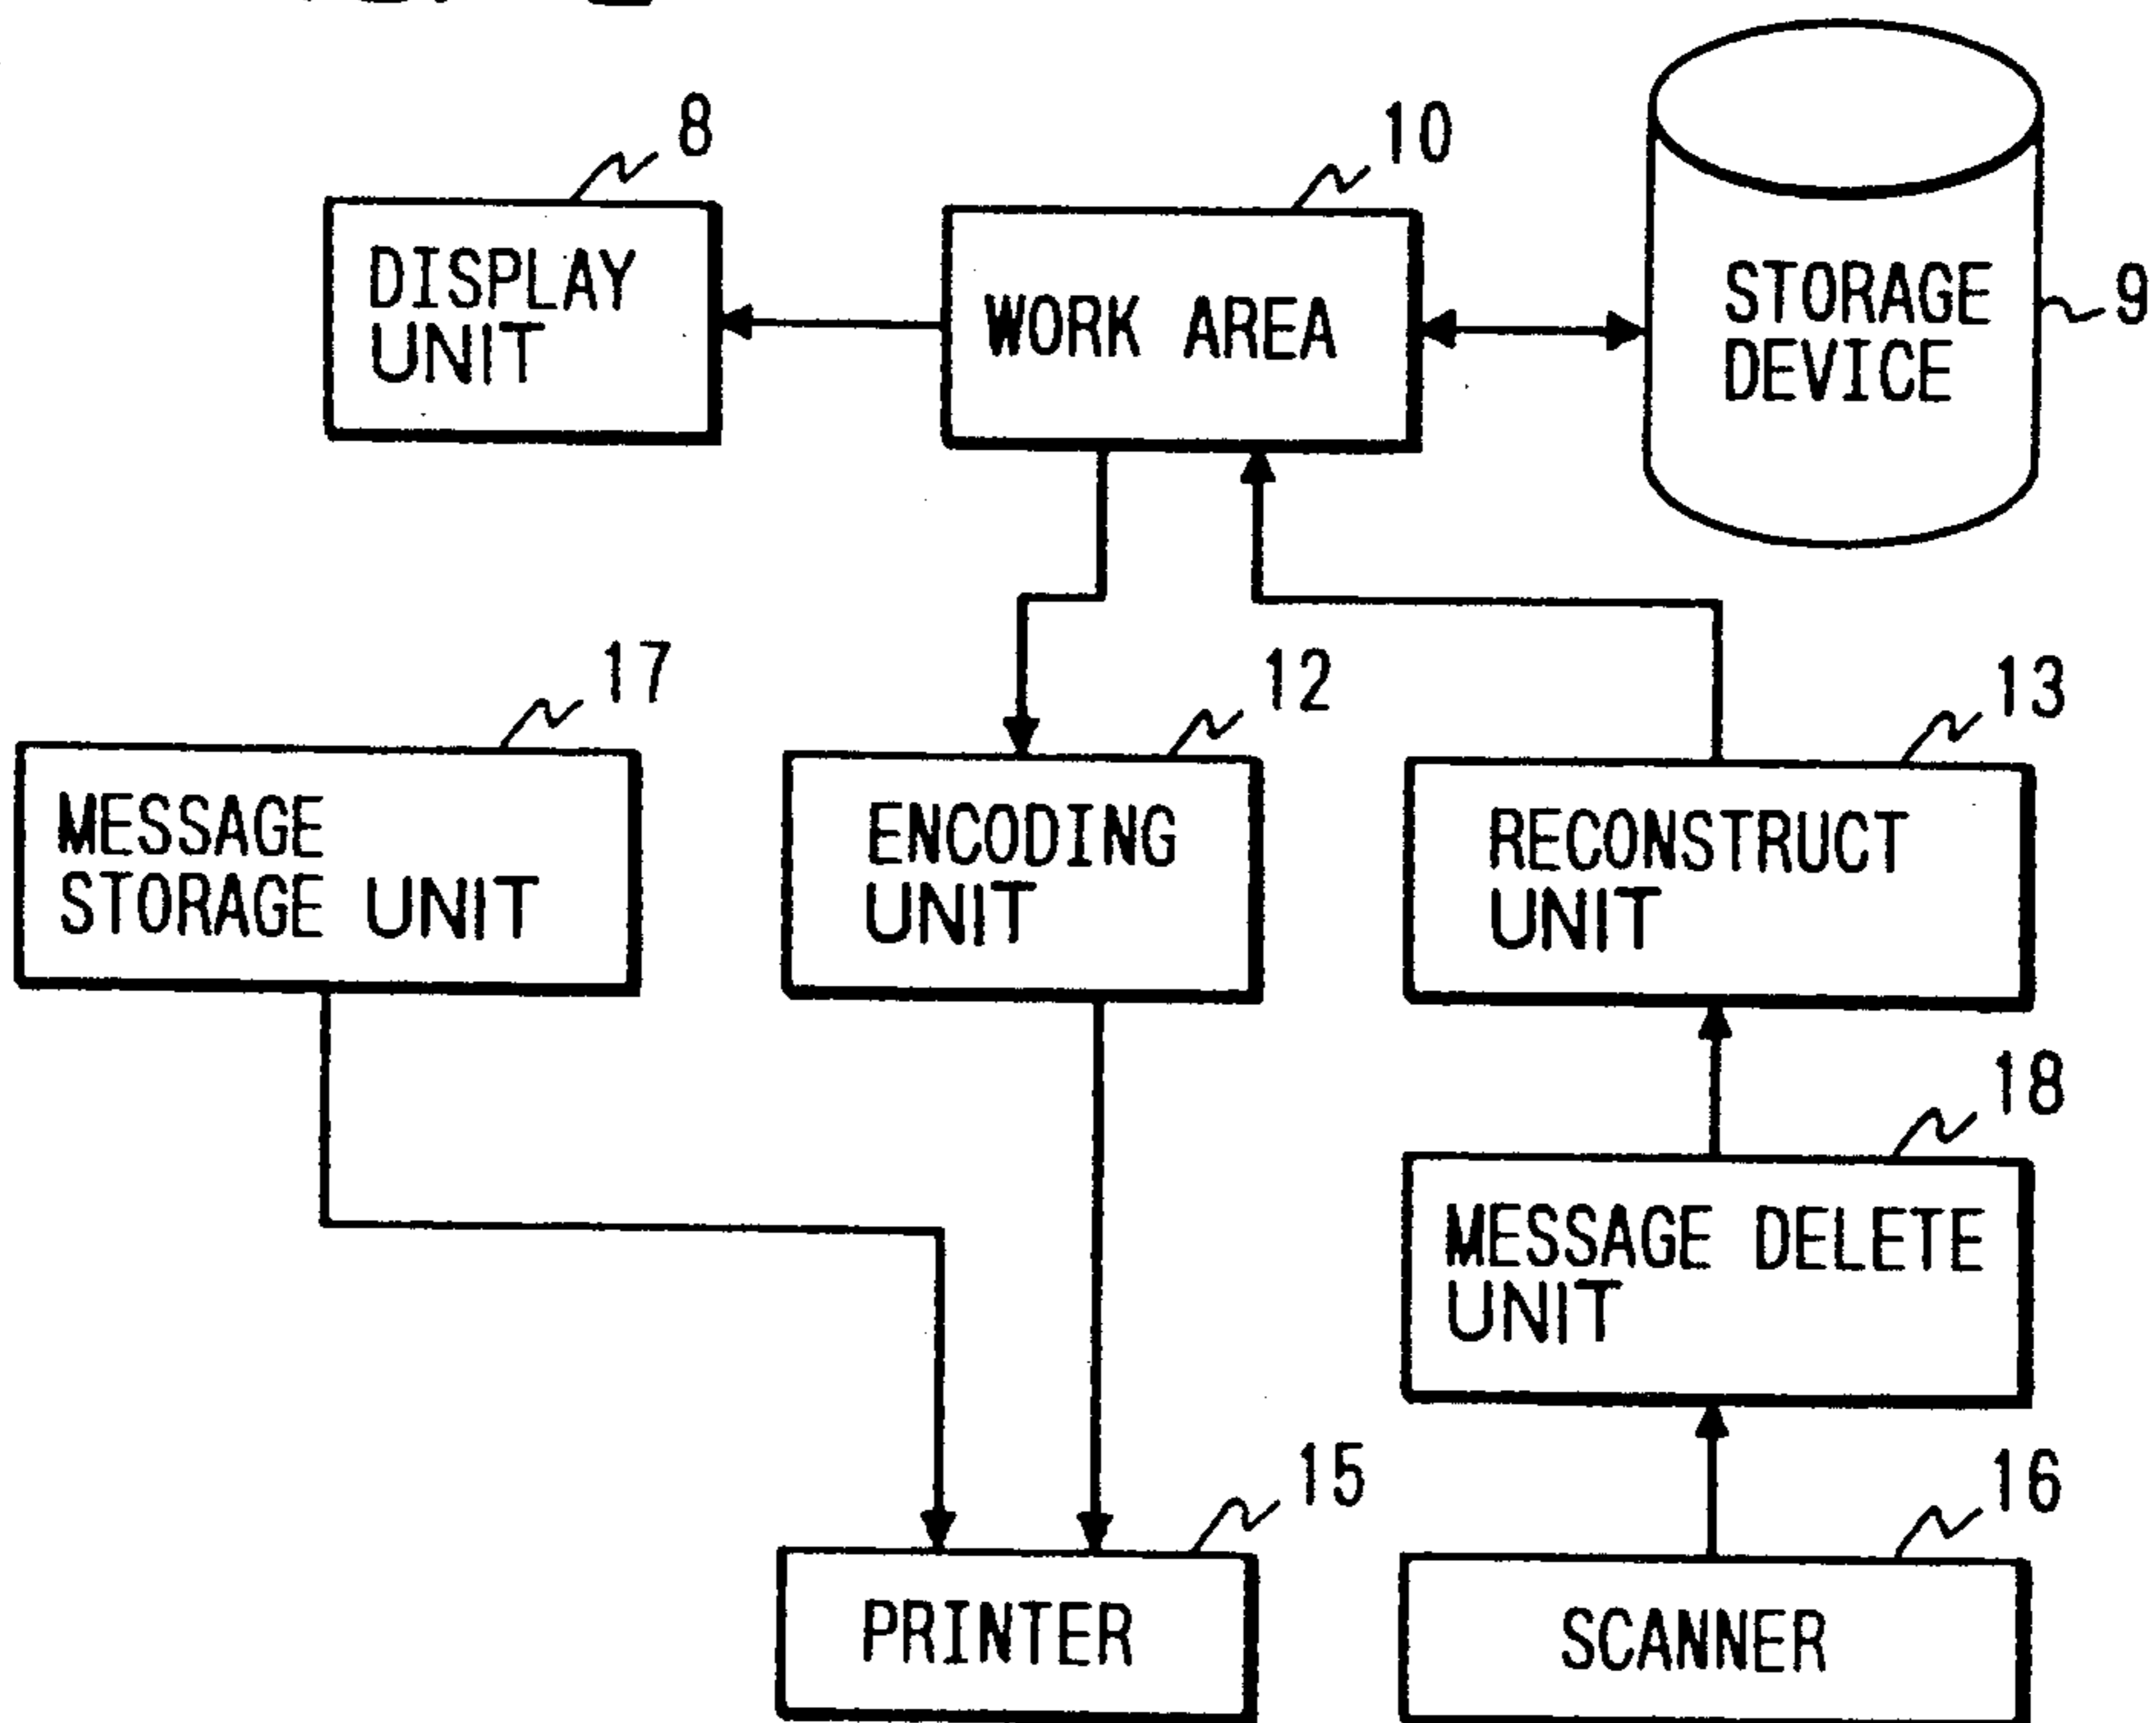 8
10
DISPLAY
UNIT
WORK AREA
STORAGE
DEVICE
9
17
12
13
MESSAGE
STORAGE UNIT
ENCODING
UNIT
RECONSTRUCT
UNIT
18
MESSAGE DELETE
UNIT
15
16
PRINTER
SCANNER